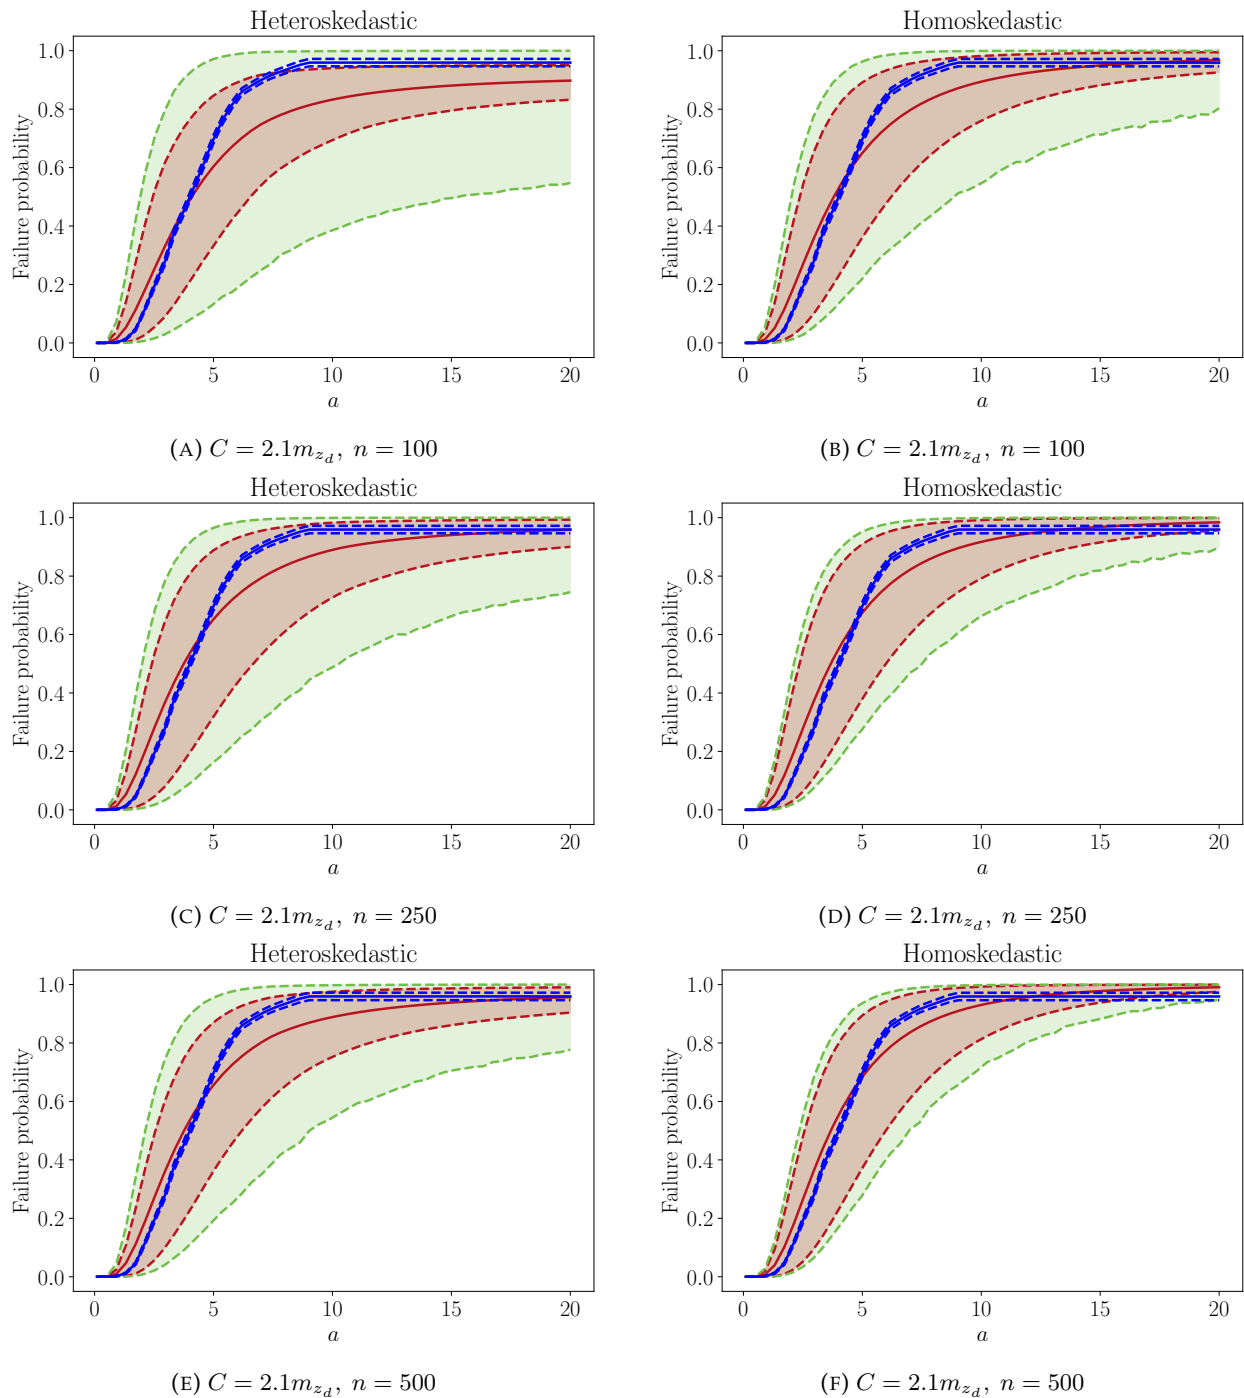 Heteroskedastic
Failure probability
1.0
0.8
0.6
0.4
0.2
0.0
0 5 10 15 20
a
(A) C = 2.1m_{z_d}, n = 100
Homoskedastic
Failure probability
1.0
0.8
0.6
0.4
0.2
0.0
0 5 10 15 20
a
(B) C = 2.1m_{z_d}, n = 100
Heteroskedastic
Failure probability
1.0
0.8
0.6
0.4
0.2
0.0
0 5 10 15 20
a
(C) C = 2.1m_{z_d}, n = 250
Homoskedastic
Failure probability
1.0
0.8
0.6
0.4
0.2
0.0
0 5 10 15 20
a
(D) C = 2.1m_{z_d}, n = 250
Heteroskedastic
Failure probability
1.0
0.8
0.6
0.4
0.2
0.0
0 5 10 15 20
a
(E) C = 2.1m_{z_d}, n = 500
Homoskedastic
Failure probability
1.0
0.8
0.6
0.4
0.2
0.0
0 5 10 15 20
a
(F) C = 2.1m_{z_d}, n = 500